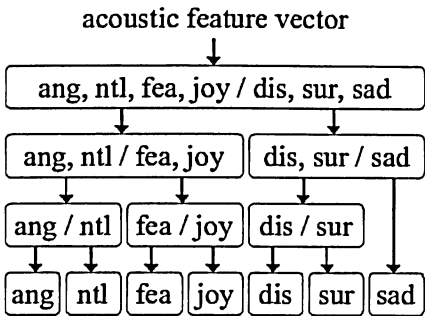 acoustic feature vector
ang, ntl, fea, joy / dis, sur, sad
ang, ntl / fea, joy
dis, sur / sad
ang / ntl
fea / joy
dis / sur
ang
ntl
fea
joy
dis
sur
sad